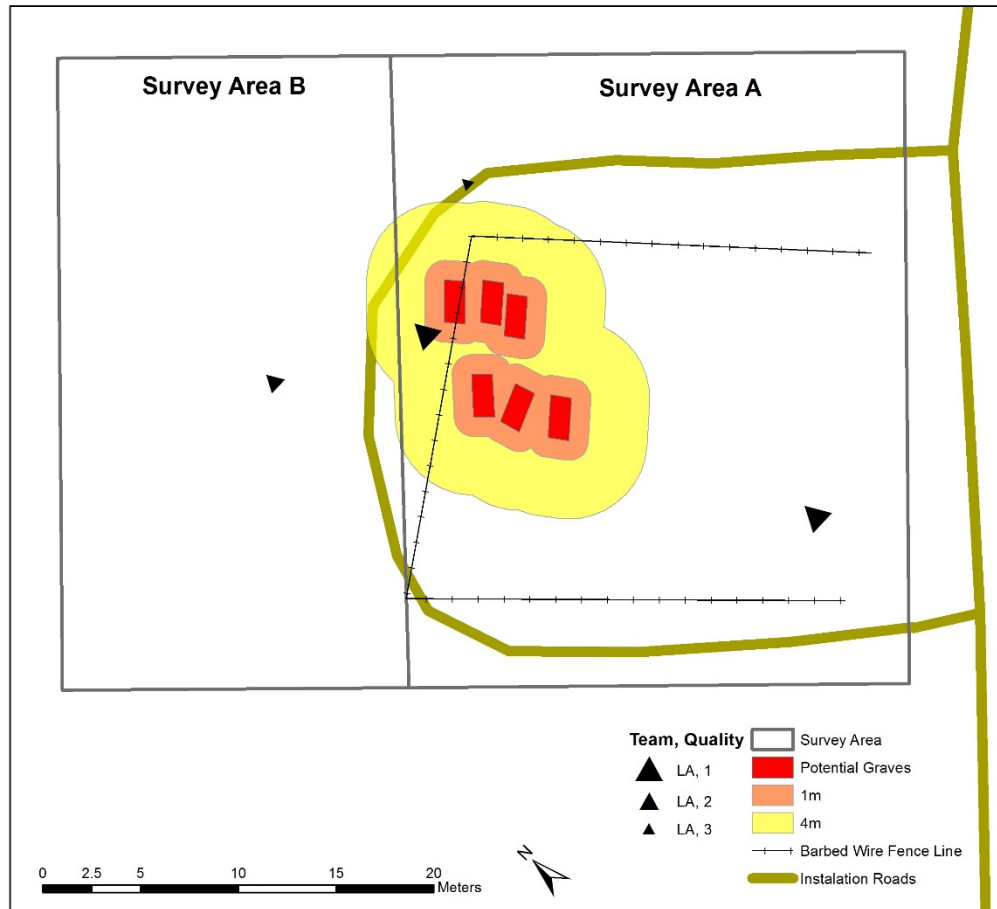 Survey Area B
Survey Area A
Team, Quality
LA, 1
LA, 2
LA, 3
Survey Area
Potential Graves
1m
4m
Barbed Wire Fence Line
Instalation Roads
0 2.5 5 10 15 20
Meters
N